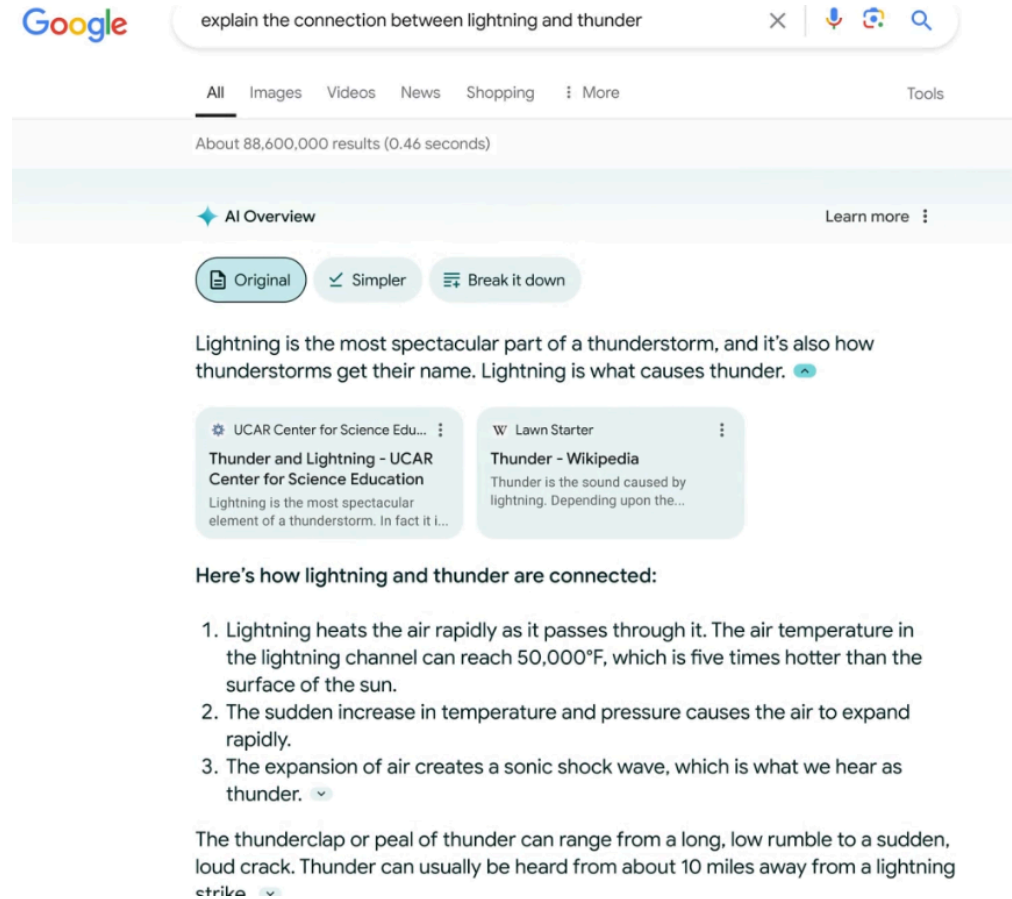 Google
explain the connection between lightning and thunder
All Images Videos News Shopping More Tools
About 88,600,000 results (0.46 seconds)
AI Overview Learn more
Original Simpler Break it down
Lightning is the most spectacular part of a thunderstorm, and it's also how
thunderstorms get their name. Lightning is what causes thunder.
UCAR Center for Science Edu...
Thunder and Lightning - UCAR
Center for Science Education
Lightning is the most spectacular
element of a thunderstorm. In fact it i...
W Lawn Starter
Thunder - Wikipedia
Thunder is the sound caused by
lightning. Depending upon the...
Here's how lightning and thunder are connected:
1. Lightning heats the air rapidly as it passes through it. The air temperature in
the lightning channel can reach 50,000°F, which is five times hotter than the
surface of the sun.
2. The sudden increase in temperature and pressure causes the air to expand
rapidly.
3. The expansion of air creates a sonic shock wave, which is what we hear as
thunder.
The thunderclap or peal of thunder can range from a long, low rumble to a sudden,
loud crack. Thunder can usually be heard from about 10 miles away from a lightning
strike.